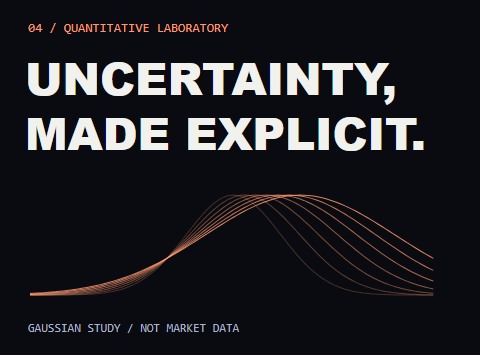 04 / QUANTITATIVE LABORATORY
UNCERTAINTY,
MADE EXPLICIT.
GAUSSIAN STUDY / NOT MARKET DATA